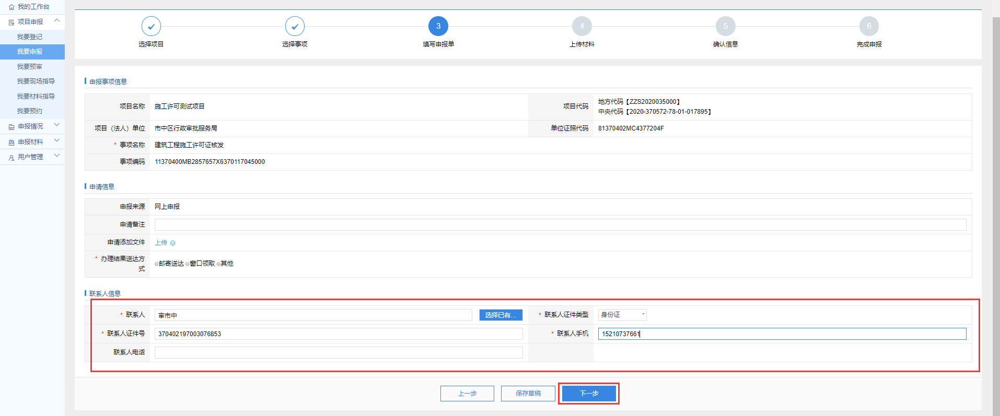 我的工作台
项目申报
我要登记
我要申报
我要预审
我要现场指导
我要材料指导
我要预约
申报情况
申报材料
用户管理
3
4
5
6
选择项目
选择事项
填写申报单
上传材料
确认信息
完成申报
申报事项信息
项目名称
施工许可测试项目
项目代码
地方代码【ZZS2020035000】
中央代码【2020-370572-78-01-017895】
项目（法人）单位
市中区行政审批服务局
单位证照代码
81370402MC4377204F
* 事项名称
建筑工程施工许可证核发
事项编码
11370400MB2857657X6370117045000
申请信息
申报来源
网上申报
申请备注
申请添加文件
上传
* 办理结果送达方式
邮寄送达 窗口领取 其他
联系人信息
* 联系人
审市中
选择已有...
* 联系人证件类型
身份证
* 联系人证件号
370402197003076853
* 联系人手机
15210737661
联系人电话
上一步
保存草稿
下一步